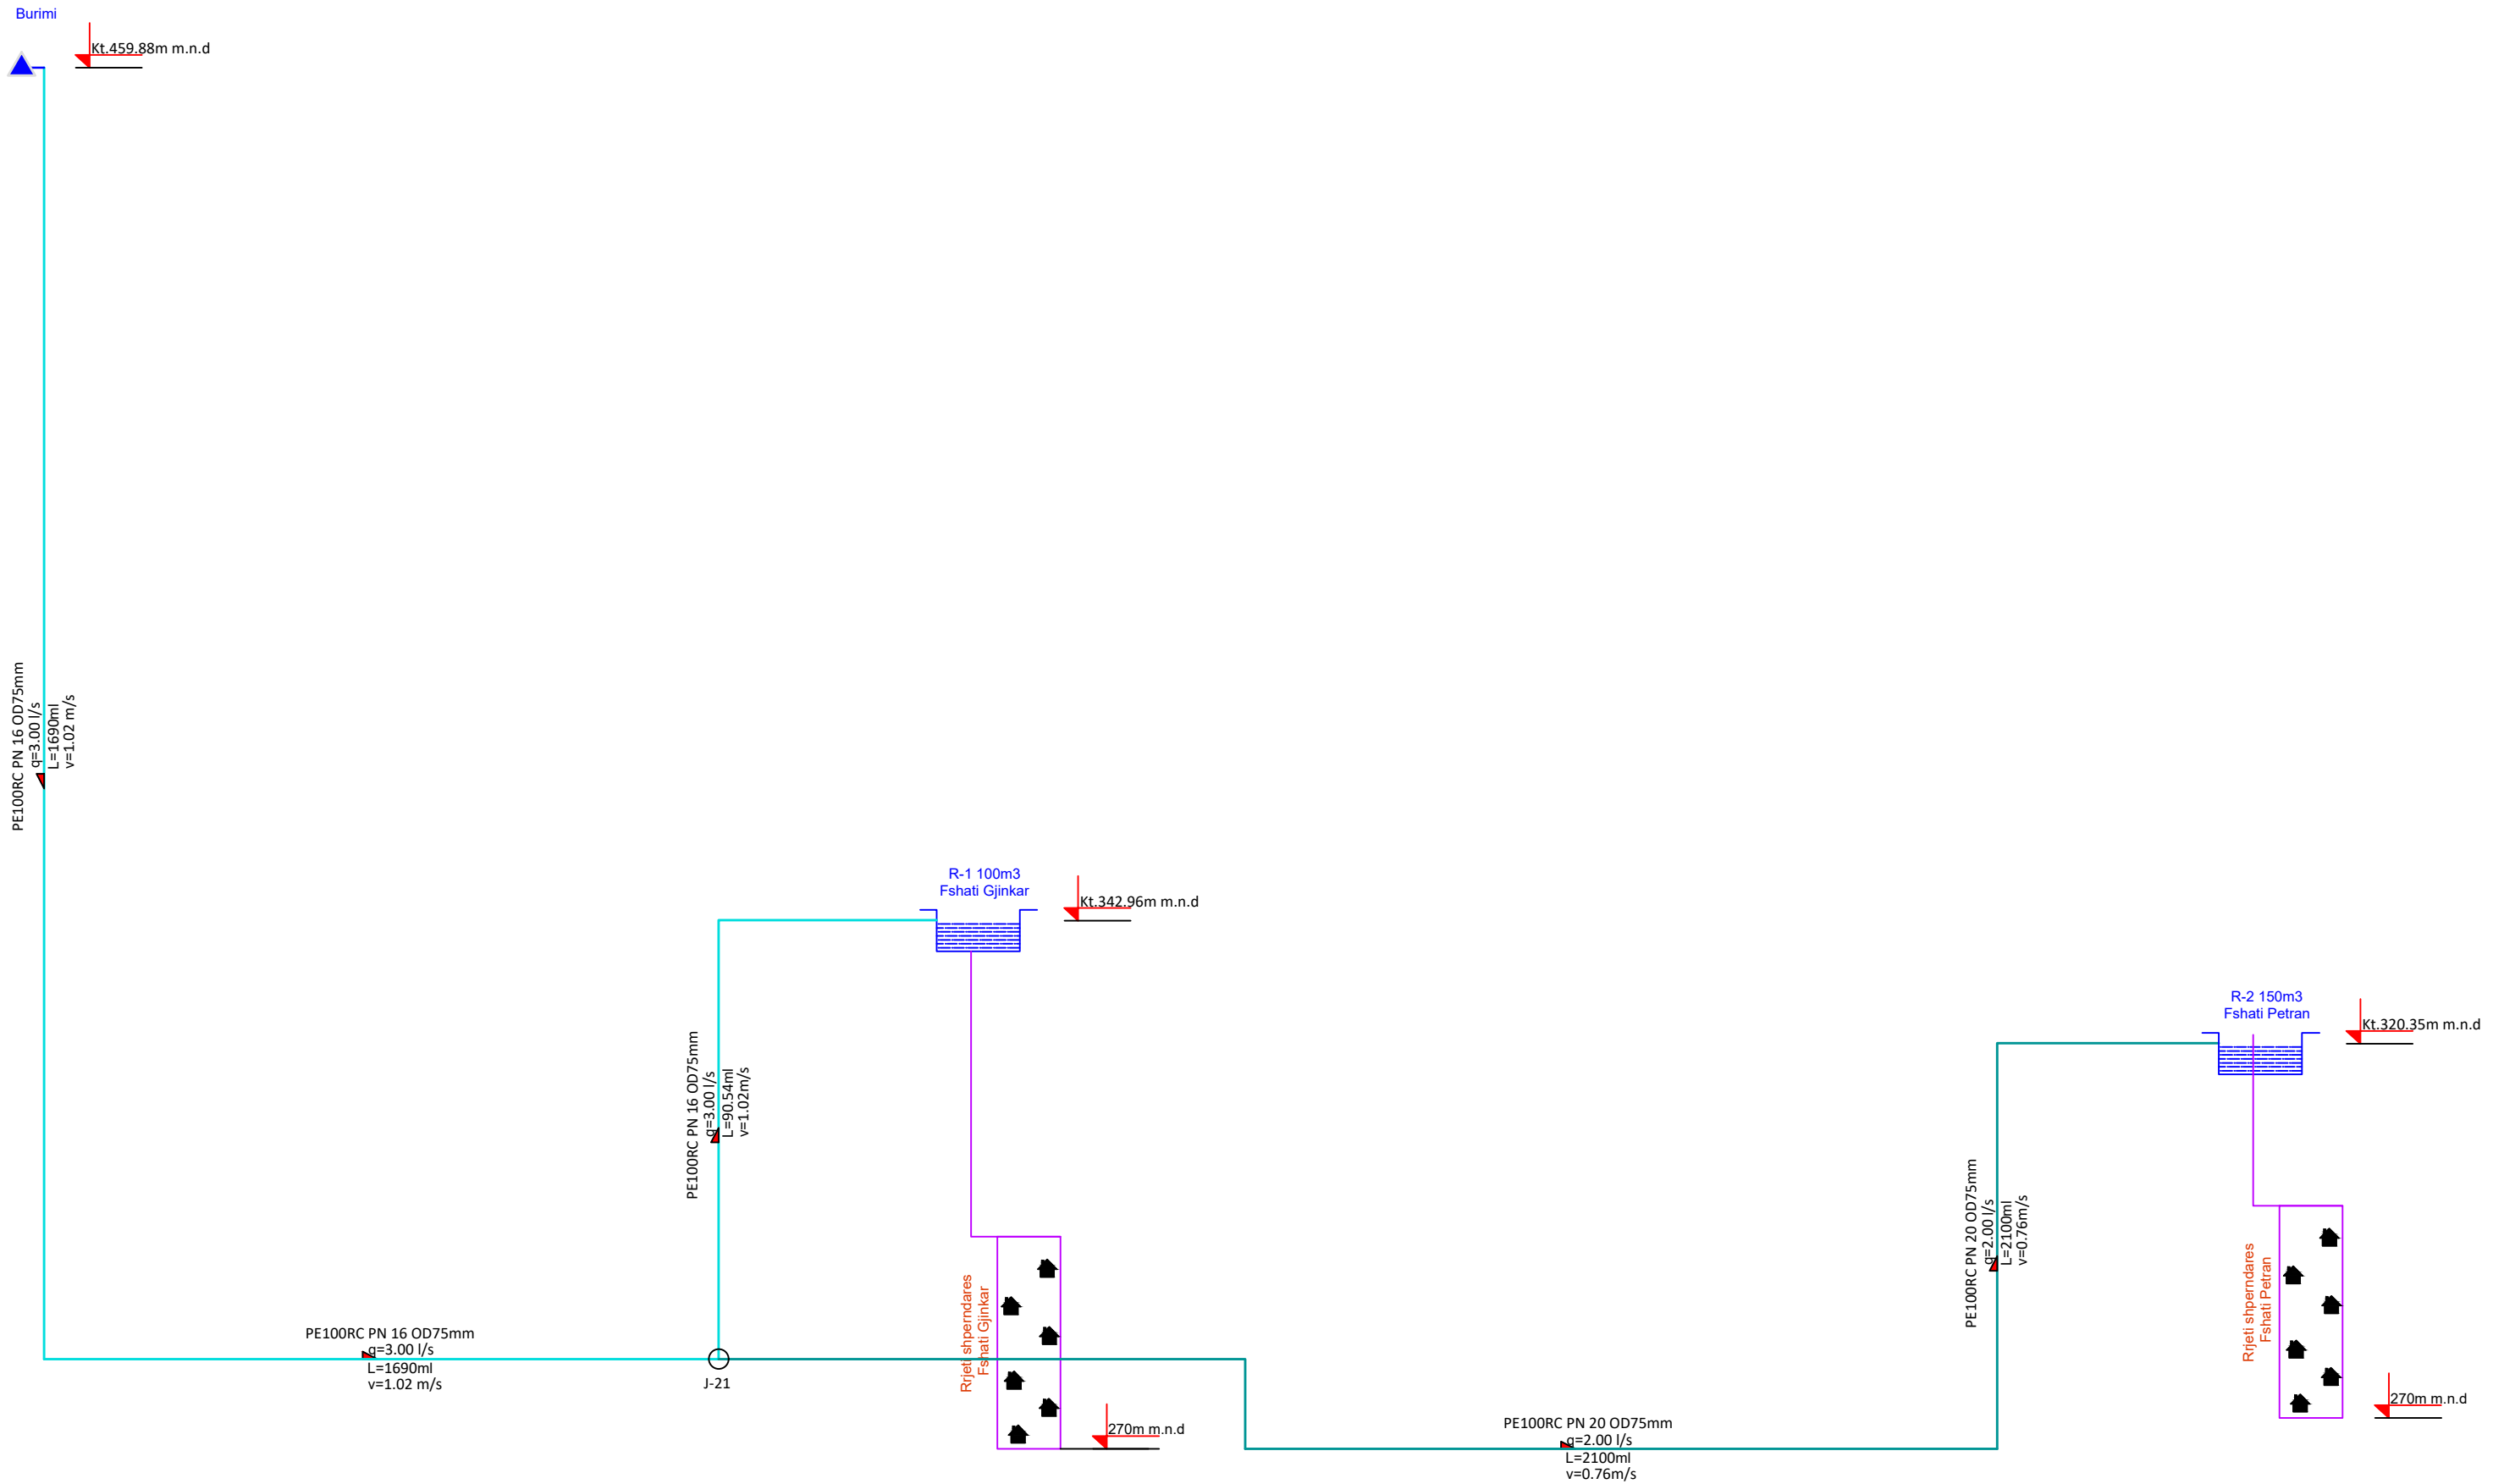 Burimi
Kt.459.88m m.n.d
PE100RC PN 16 OD75mm
q=3.00 l/s
L=1690ml
v=1.02 m/s
R-1 100m3
Fshati Gjinkar
Kt.342.96m m.n.d
PE100RC PN 16 OD75mm
q=3.00 l/s
L=90.54ml
v=1.02m/s
R-2 150m3
Fshati Petran
Kt.320.35m m.n.d
PE100RC PN 20 OD75mm
q=2.00 l/s
L=2100ml
v=0.76m/s
Rrjeti shperndares
Fshati Gjinkar
Rrjeti shperndares
Fshati Petran
PE100RC PN 16 OD75mm
q=3.00 l/s
L=1690ml
v=1.02 m/s
J-21
270m m.n.d
270m m.n.d
PE100RC PN 20 OD75mm
q=2.00 l/s
L=2100ml
v=0.76m/s